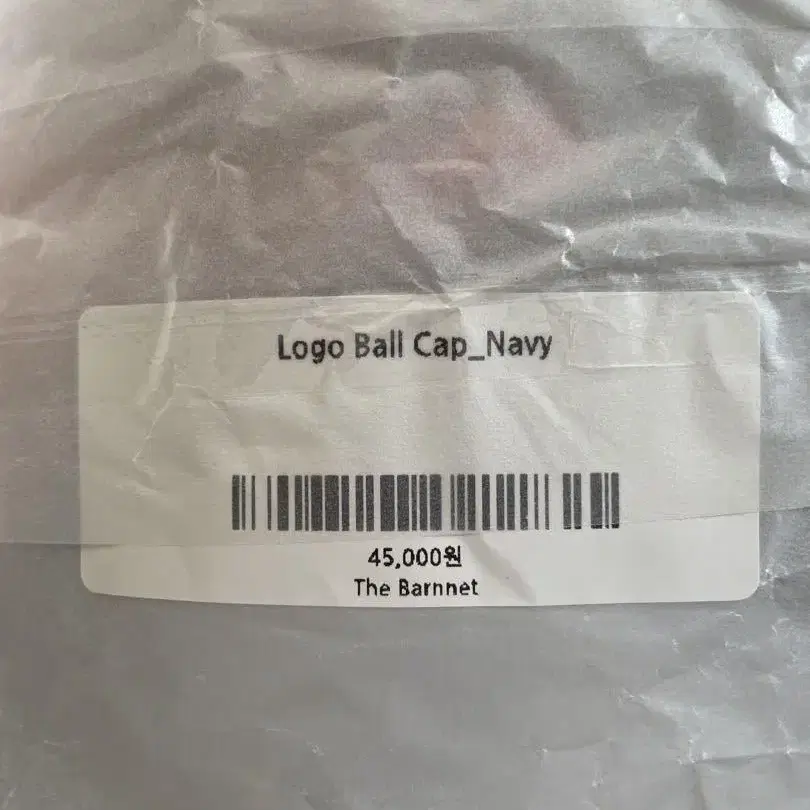 Logo Ball Cap_Navy
45,000원
The Barnnet